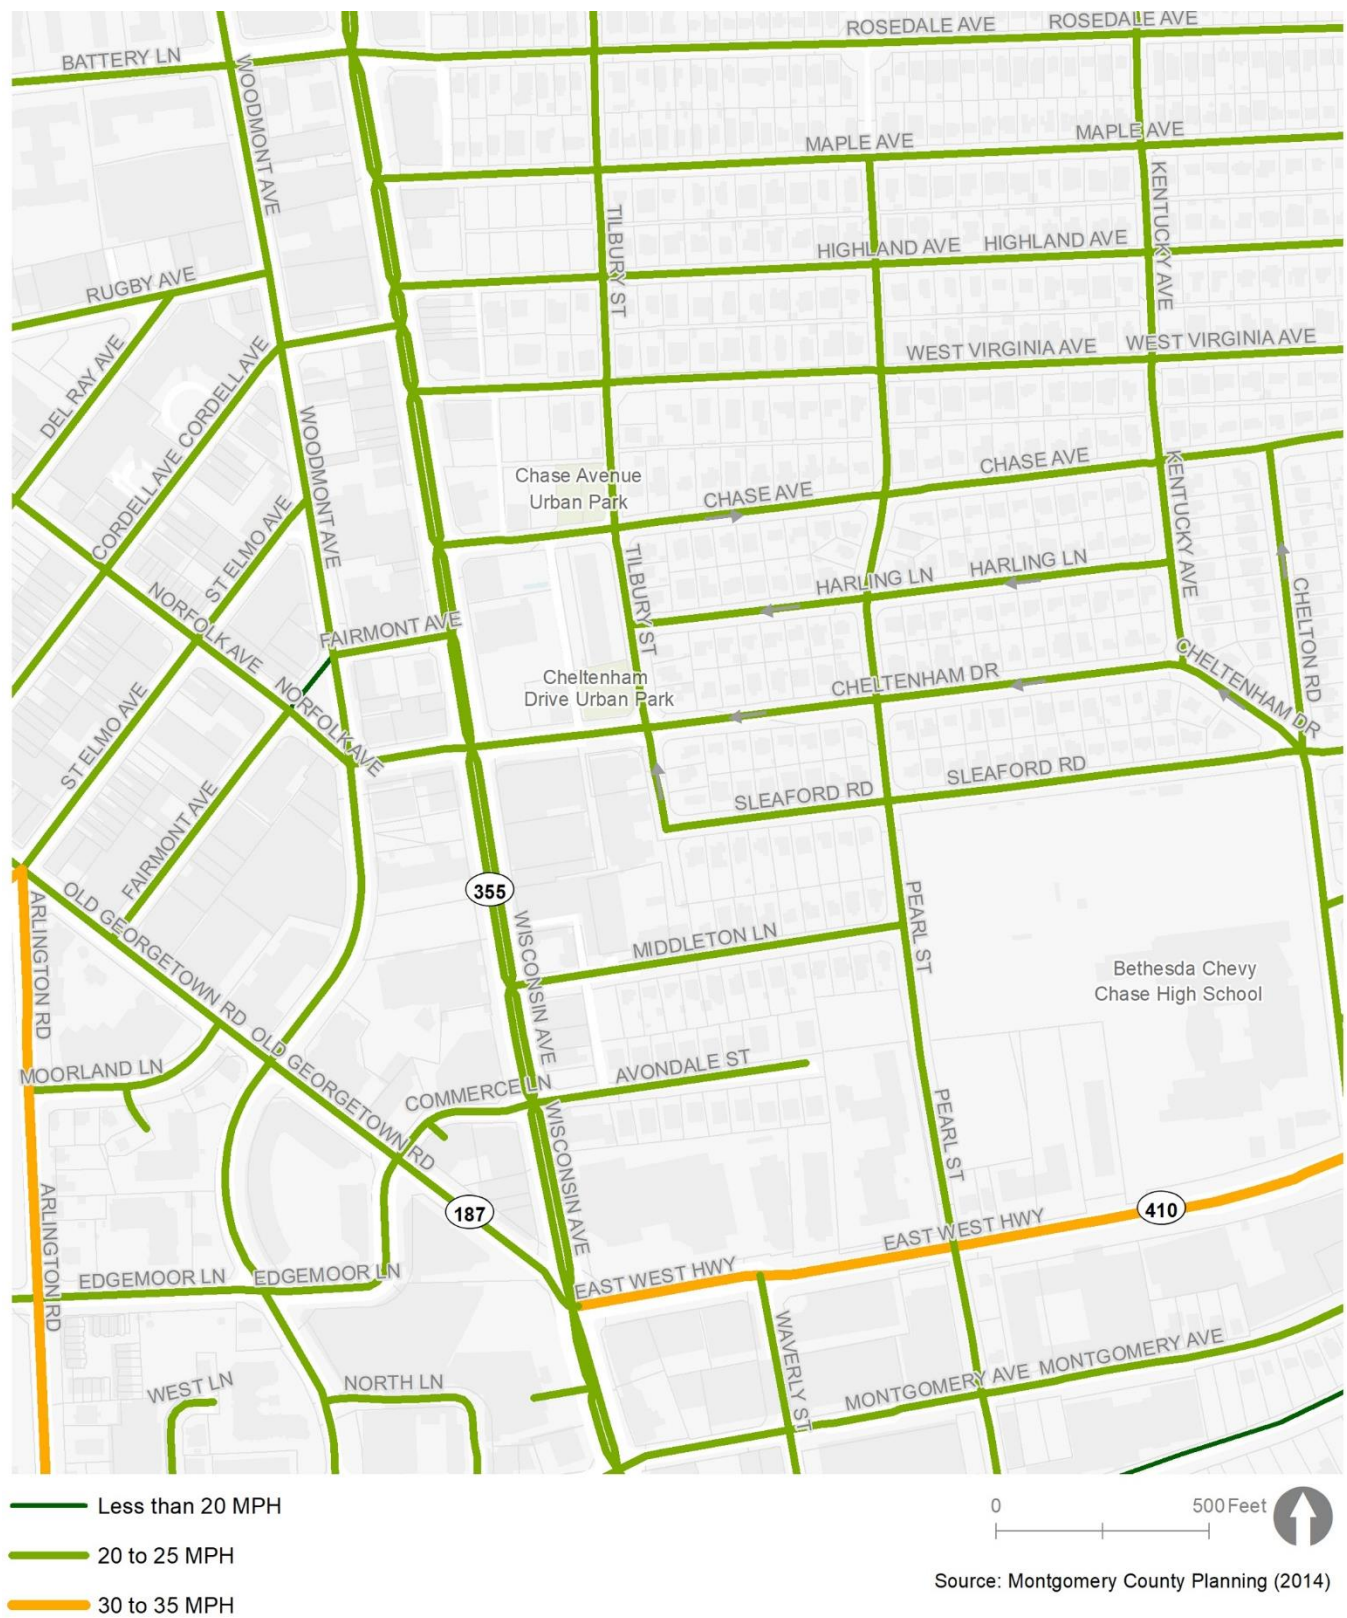 ROSEDALE AVE
ROSEDALE AVE
BATTERY LN
WOODMONT AVE
MAPLE AVE
MAPLE AVE
KENTUCKY AVE
TILBURY ST
HIGHLAND AVE
HIGHLAND AVE
RUGBY AVE
WEST VIRGINIA AVE
WEST VIRGINIA AVE
DEL RAY AVE
CORDELL AVE
CORDELL AVE
WOODMONT AVE
Chase Avenue
Urban Park
CHASE AVE
CHASE AVE
KENTUCKY AVE
ST ELMO AVE
TILBURY ST
HARLING LN
HARLING LN
CHELTON RD
NORFOLK AVE
FAIRMONT AVE
Cheltenham
Drive Urban Park
CHELTENHAM DR
CHELTENHAM DR
NORFOLK AVE
ST ELMO AVE
SLEAFORD RD
SLEAFORD RD
FAIRMONT AVE
355
ARLINGTON RD
OLD GEORGETOWN RD
WISCONSIN AVE
MIDDLETON LN
PEARL ST
Bethesda Chevy
Chase High School
MOORLAND LN
OLD GEORGETOWN RD
COMMERCE LN
AVONDALE ST
WISCONSIN AVE
PEARL ST
ARLINGTON RD
187
410
EAST WEST HWY
EAST WEST HWY
EDGEMOOR LN
EDGEMOOR LN
WAVERLY ST
MONTGOMERY AVE
MONTGOMERY AVE
WEST LN
NORTH LN
Less than 20 MPH
20 to 25 MPH
30 to 35 MPH
0 500 Feet
Source: Montgomery County Planning (2014)